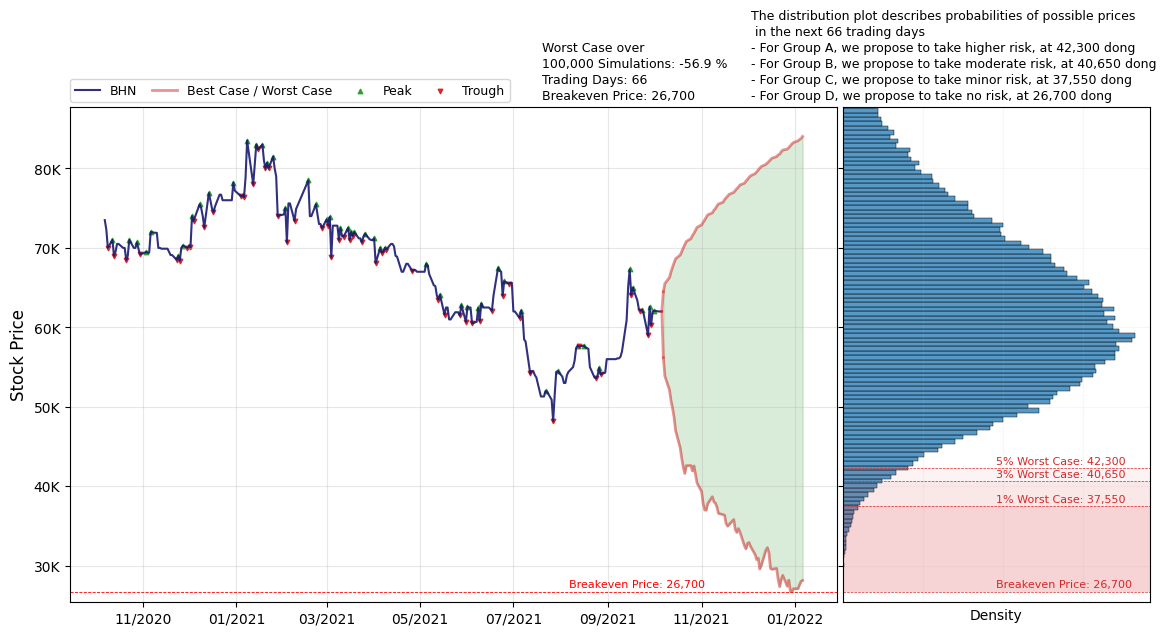 The distribution plot describes probabilities of possible prices
in the next 66 trading days
- For Group A, we propose to take higher risk, at 42,300 dong
- For Group B, we propose to take moderate risk, at 40,650 dong
- For Group C, we propose to take minor risk, at 37,550 dong
- For Group D, we propose to take no risk, at 26,700 dong
Worst Case over
100,000 Simulations: -56.9 %
Trading Days: 66
Breakeven Price: 26,700
BHN
Best Case / Worst Case
Peak
Trough
Stock Price
80K
70K
60K
50K
40K
30K
Breakeven Price: 26,700
11/2020
01/2021
03/2021
05/2021
07/2021
09/2021
11/2021
01/2022
5% Worst Case: 42,300
3% Worst Case: 40,650
1% Worst Case: 37,550
Breakeven Price: 26,700
Density